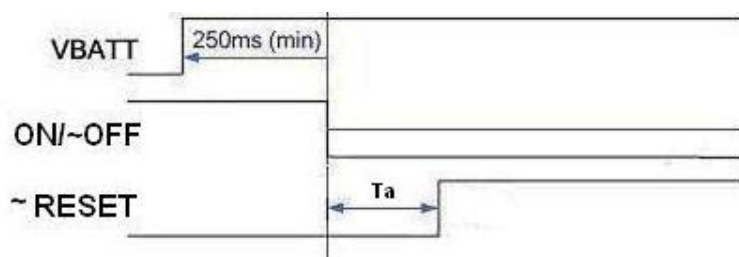 VBATT
250ms (min)
ON/~OFF
~ RESET
Ta